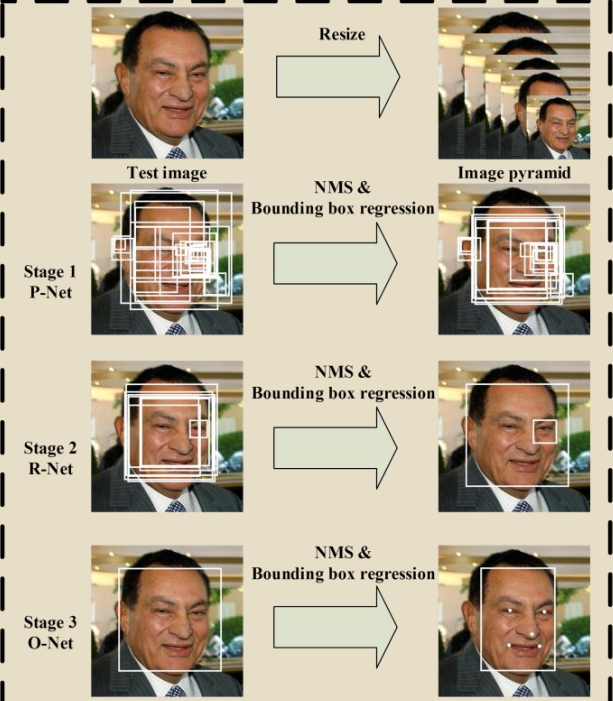 Resize
Test image
Image pyramid
NMS &
Bounding box regression
Stage 1
P-Net
NMS &
Bounding box regression
Stage 2
R-Net
NMS &
Bounding box regression
Stage 3
O-Net